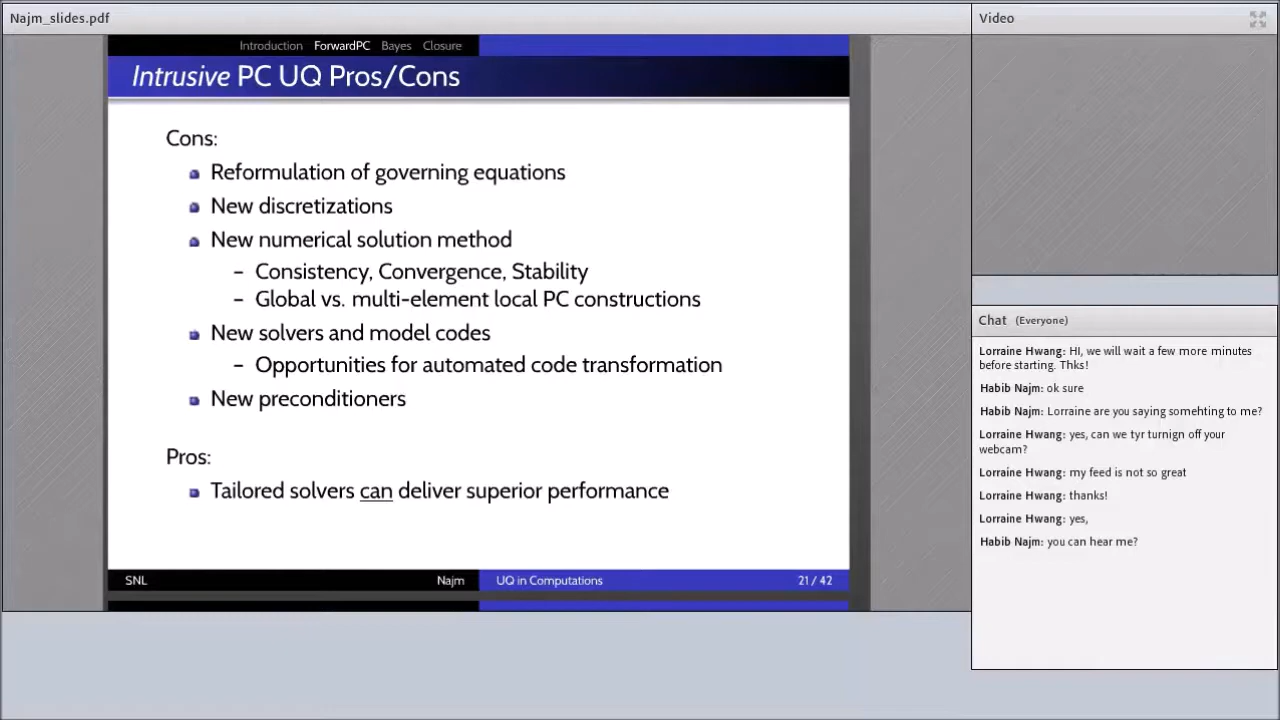 Najm_slides.pdf
Introduction ForwardPC Bayes Closure
Intrusive PC UQ Pros/Cons
Cons:
Reformulation of governing equations
New discretizations
New numerical solution method
– Consistency, Convergence, Stability
– Global vs. multi-element local PC constructions
New solvers and model codes
– Opportunities for automated code transformation
New preconditioners
Pros:
Tailored solvers can deliver superior performance
SNL Najm UQ in Computations 21 / 42
Video
Chat (Everyone)
Lorraine Hwang: HI, we will wait a few more minutes
before starting. Thks!
Habib Najm: ok sure
Habib Najm: Lorraine are you saying somehting to me?
Lorraine Hwang: yes, can we tyr turnign off your
webcam?
Lorraine Hwang: my feed is not so great
Lorraine Hwang: thanks!
Lorraine Hwang: yes,
Habib Najm: you can hear me?